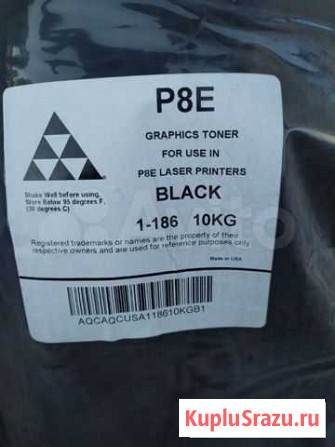 P8E
GRAPHICS TONER
FOR USE IN
P8E LASER PRINTERS
BLACK
1-186 10KG
Shake Well before using.
Store Below 95 degrees F,
(35 degrees C)
Registered trademarks or names are the property of their
respective owners and are used for reference purposes only
Made in USA
AQCAQCUSA118610KGB1
KupluSrazu.ru